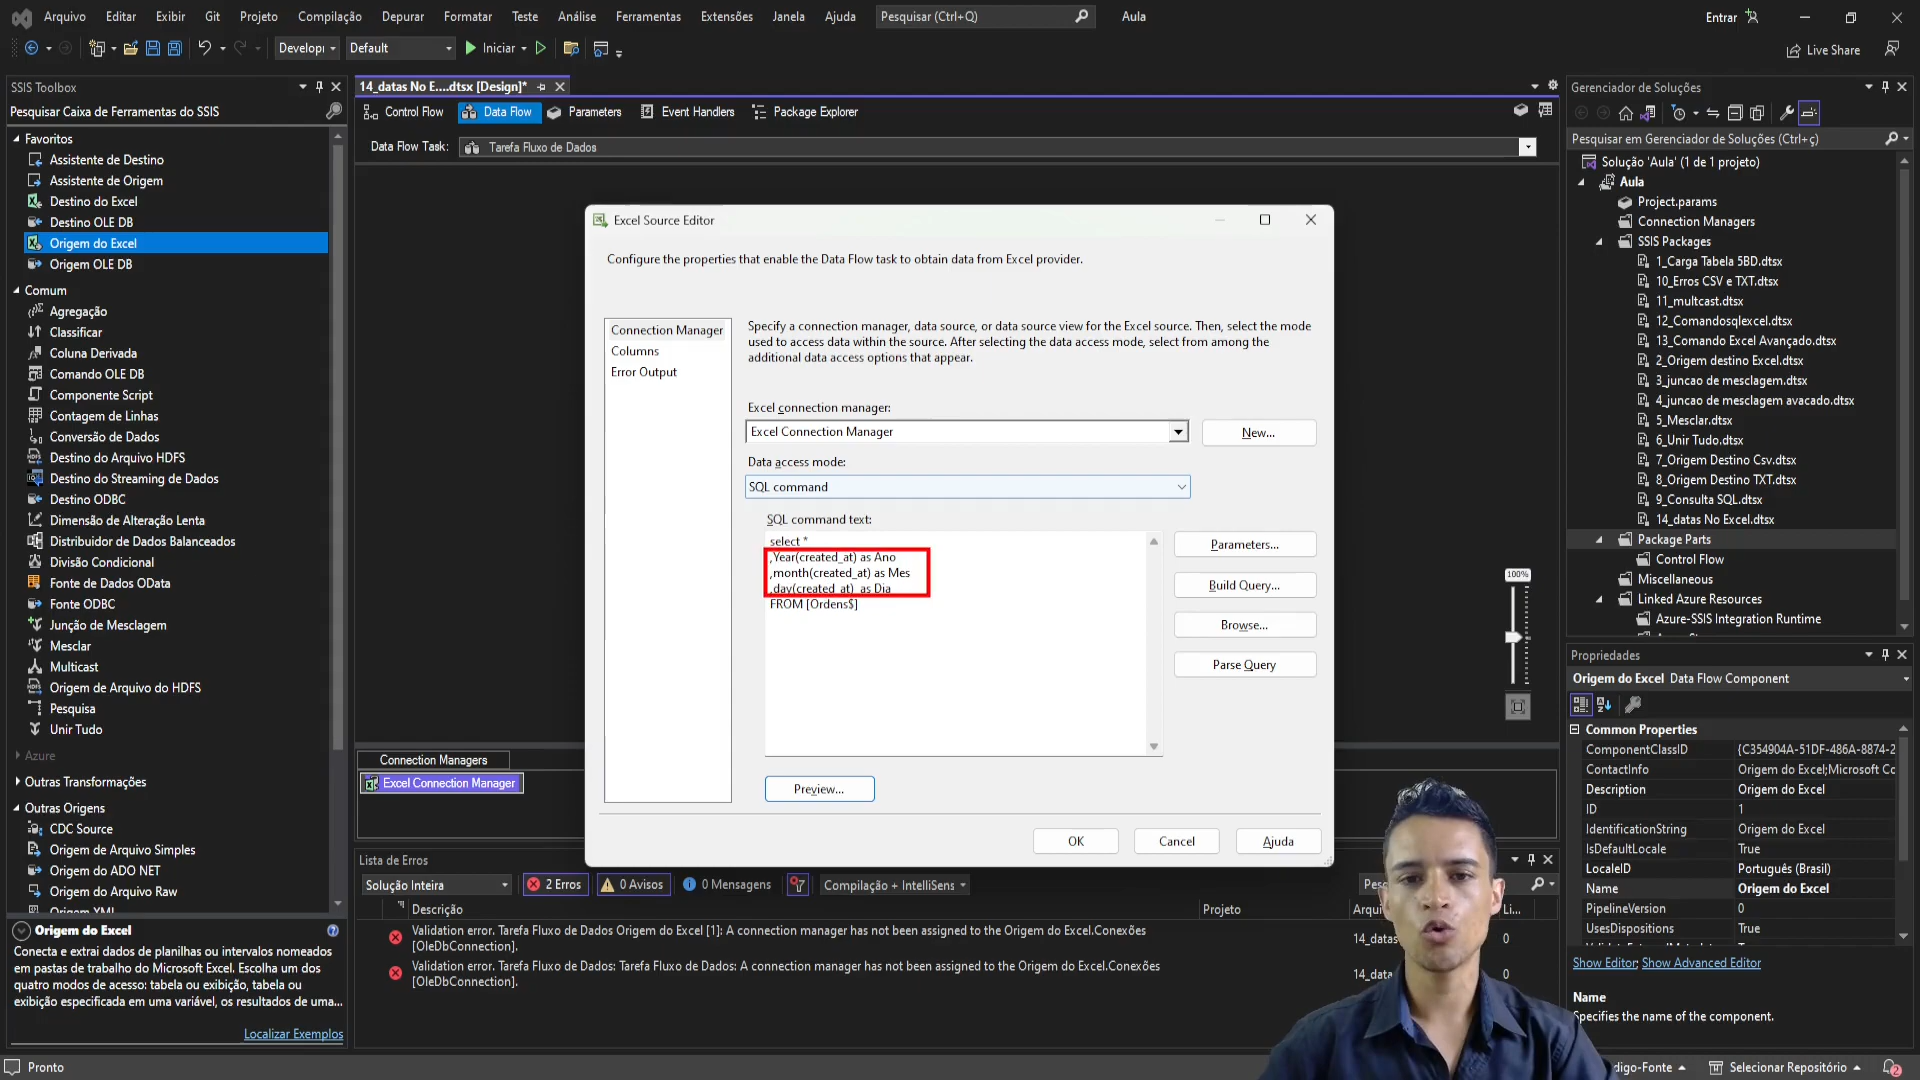 Arquivo Editar Exibir Git Projeto Compilação Depurar Formatar Teste Análise Ferramentas Extensões Janela Ajuda Pesquisar (Ctrl+Q) Aula Entrar
Developi Default Iniciar Live Share
SSIS Toolbox
Pesquisar Caixa de Ferramentas do SSIS
Favoritos
Assistente de Destino
Assistente de Origem
Destino do Excel
Destino OLE DB
Origem do Excel
Origem OLE DB
Comum
Agregação
Classificar
Coluna Derivada
Comando OLE DB
Componente Script
Contagem de Linhas
Conversão de Dados
Destino do Arquivo HDFS
Destino do Streaming de Dados
Destino ODBC
Dimensão de Alteração Lenta
Distribuidor de Dados Balanceados
Divisão Condicional
Fonte de Dados OData
Fonte ODBC
Junção de Mesclagem
Mesclar
Multicast
Origem de Arquivo do HDFS
Pesquisa
Unir Tudo
Azure
Outras Transformações
Outras Origens
CDC Source
Origem de Arquivo Simples
Origem do ADO NET
Origem do Arquivo Raw
Origem XML
Origem do Excel
Conecta e extrai dados de planilhas ou intervalos nomeados
em pastas de trabalho do Microsoft Excel. Escolha um dos
quatro modos de acesso: tabela ou exibição, tabela ou
exibição especificada em uma variável, os resultados de uma...
Localizar Exemplos
Pronto
14_datas No E....dtsx [Design]*
Control Flow Data Flow Parameters Event Handlers Package Explorer
Data Flow Task: Tarefa Fluxo de Dados
Excel Source Editor
Configure the properties that enable the Data Flow task to obtain data from Excel provider.
Connection Manager
Columns
Error Output
Specify a connection manager, data source, or data source view for the Excel source. Then, select the mode
used to access data within the source. After selecting the data access mode, select from among the
additional data access options that appear.
Excel connection manager:
Excel Connection Manager New...
Data access mode:
SQL command
SQL command text:
select *
,Year(created_at) as Ano
,month(created_at) as Mes
,day(created_at) as Dia
FROM [Ordens$]
Parameters...
Build Query...
Browse...
Parse Query
Preview...
OK Cancel Ajuda
100%
Connection Managers
Excel Connection Manager
Lista de Erros
Solução Inteira 2 Erros 0 Avisos 0 Mensagens Compilação + IntelliSens
Descrição Projeto
Validation error. Tarefa Fluxo de Dados Origem do Excel [1]: A connection manager has not been assigned to the Origem do Excel.Conexões
[OleDbConnection]. 14_datas 0
Validation error. Tarefa Fluxo de Dados: Tarefa Fluxo de Dados: A connection manager has not been assigned to the Origem do Excel.Conexões
[OleDbConnection]. 14_data 0
Gerenciador de Soluções
Pesquisar em Gerenciador de Soluções (Ctrl+ç)
Solução 'Aula' (1 de 1 projeto)
Aula
Project.params
Connection Managers
SSIS Packages
1_Carga Tabela 5BD.dtsx
10_Erros CSV e TXT.dtsx
11_multcast.dtsx
12_Comandosqlexcel.dtsx
13_Comando Excel Avançado.dtsx
2_Origem destino Excel.dtsx
3_juncao de mesclagem.dtsx
4_juncao de mesclagem avacado.dtsx
5_Mesclar.dtsx
6_Unir Tudo.dtsx
7_Origem Destino Csv.dtsx
8_Origem Destino TXT.dtsx
9_Consulta SQL.dtsx
14_datas No Excel.dtsx
Package Parts
Control Flow
Miscellaneous
Linked Azure Resources
Azure-SSIS Integration Runtime
Propriedades
Origem do Excel Data Flow Component
Common Properties
ComponentClassID {C354904A-51DF-486A-8874-2
ContactInfo Origem do Excel;Microsoft Co
Description Origem do Excel
ID 1
IdentificationString Origem do Excel
IsDefaultLocale True
LocaleID Português (Brasil)
Name Origem do Excel
PipelineVersion 0
UsesDispositions True
Show Editor, Show Advanced Editor
Name
Specifies the name of the component.
digo-Fonte Selecionar Repositório 2